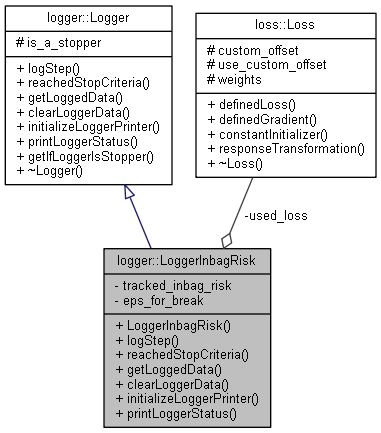 logger::Logger
# is_a_stopper
+ logStep()
+ reachedStopCriteria()
+ getLoggedData()
+ clearLoggerData()
+ initializeLoggerPrinter()
+ printLoggerStatus()
+ getIfLoggerIsStopper()
+ ~Logger()
loss::Loss
# custom_offset
# use_custom_offset
# weights
+ definedLoss()
+ definedGradient()
+ constantInitializer()
+ responseTransformation()
+ ~Loss()
-used_loss
logger::LoggerInbagRisk
- tracked_inbag_risk
- eps_for_break
+ LoggerInbagRisk()
+ logStep()
+ reachedStopCriteria()
+ getLoggedData()
+ clearLoggerData()
+ initializeLoggerPrinter()
+ printLoggerStatus()